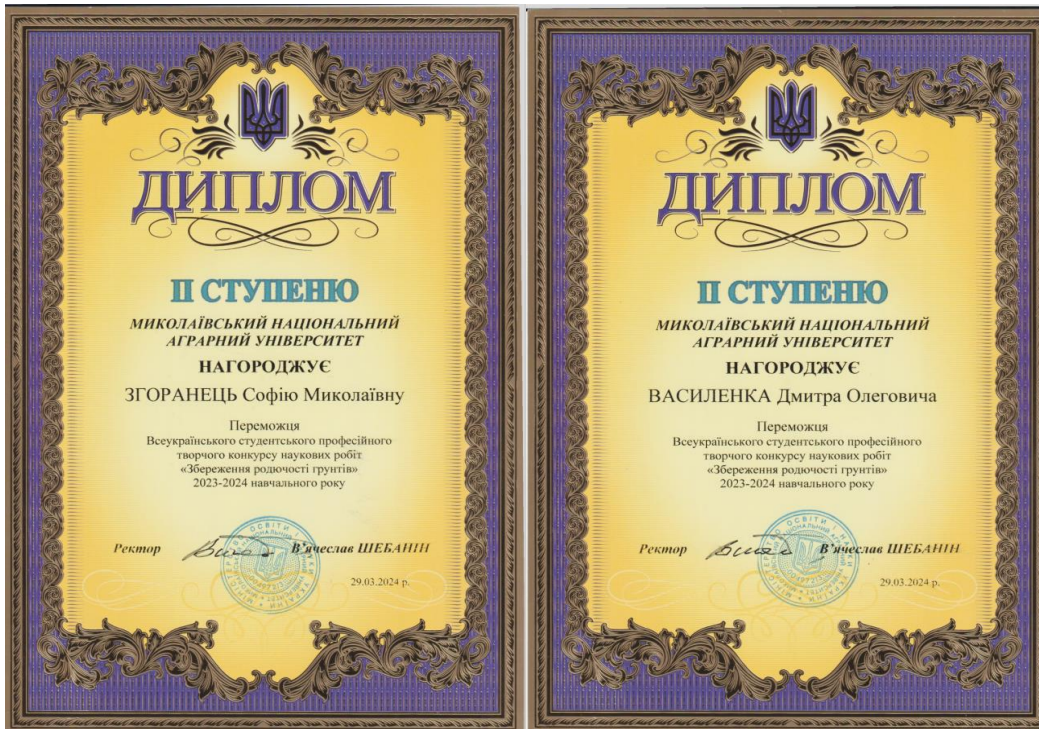 ДИПЛОМ
ІІ СТУПЕНЮ
МИКОЛАЇВСЬКИЙ НАЦІОНАЛЬНИЙ
АГРАРНИЙ УНІВЕРСИТЕТ
НАГОРОДЖУЄ
ЗГОРАНЕЦЬ Софію Миколаївну
Переможця
Всеукраїнського студентського професійного
творчого конкурсу наукових робіт
«Збереження родючості грунтів»
2023-2024 навчального року
Ректор В'ячеслав ШЕБАНІН
29.03.2024 р.
ДИПЛОМ
ІІ СТУПЕНЮ
МИКОЛАЇВСЬКИЙ НАЦІОНАЛЬНИЙ
АГРАРНИЙ УНІВЕРСИТЕТ
НАГОРОДЖУЄ
ВАСИЛЕНКА Дмитра Олеговича
Переможця
Всеукраїнського студентського професійного
творчого конкурсу наукових робіт
«Збереження родючості грунтів»
2023-2024 навчального року
Ректор В'ячеслав ШЕБАНІН
29.03.2024 р.